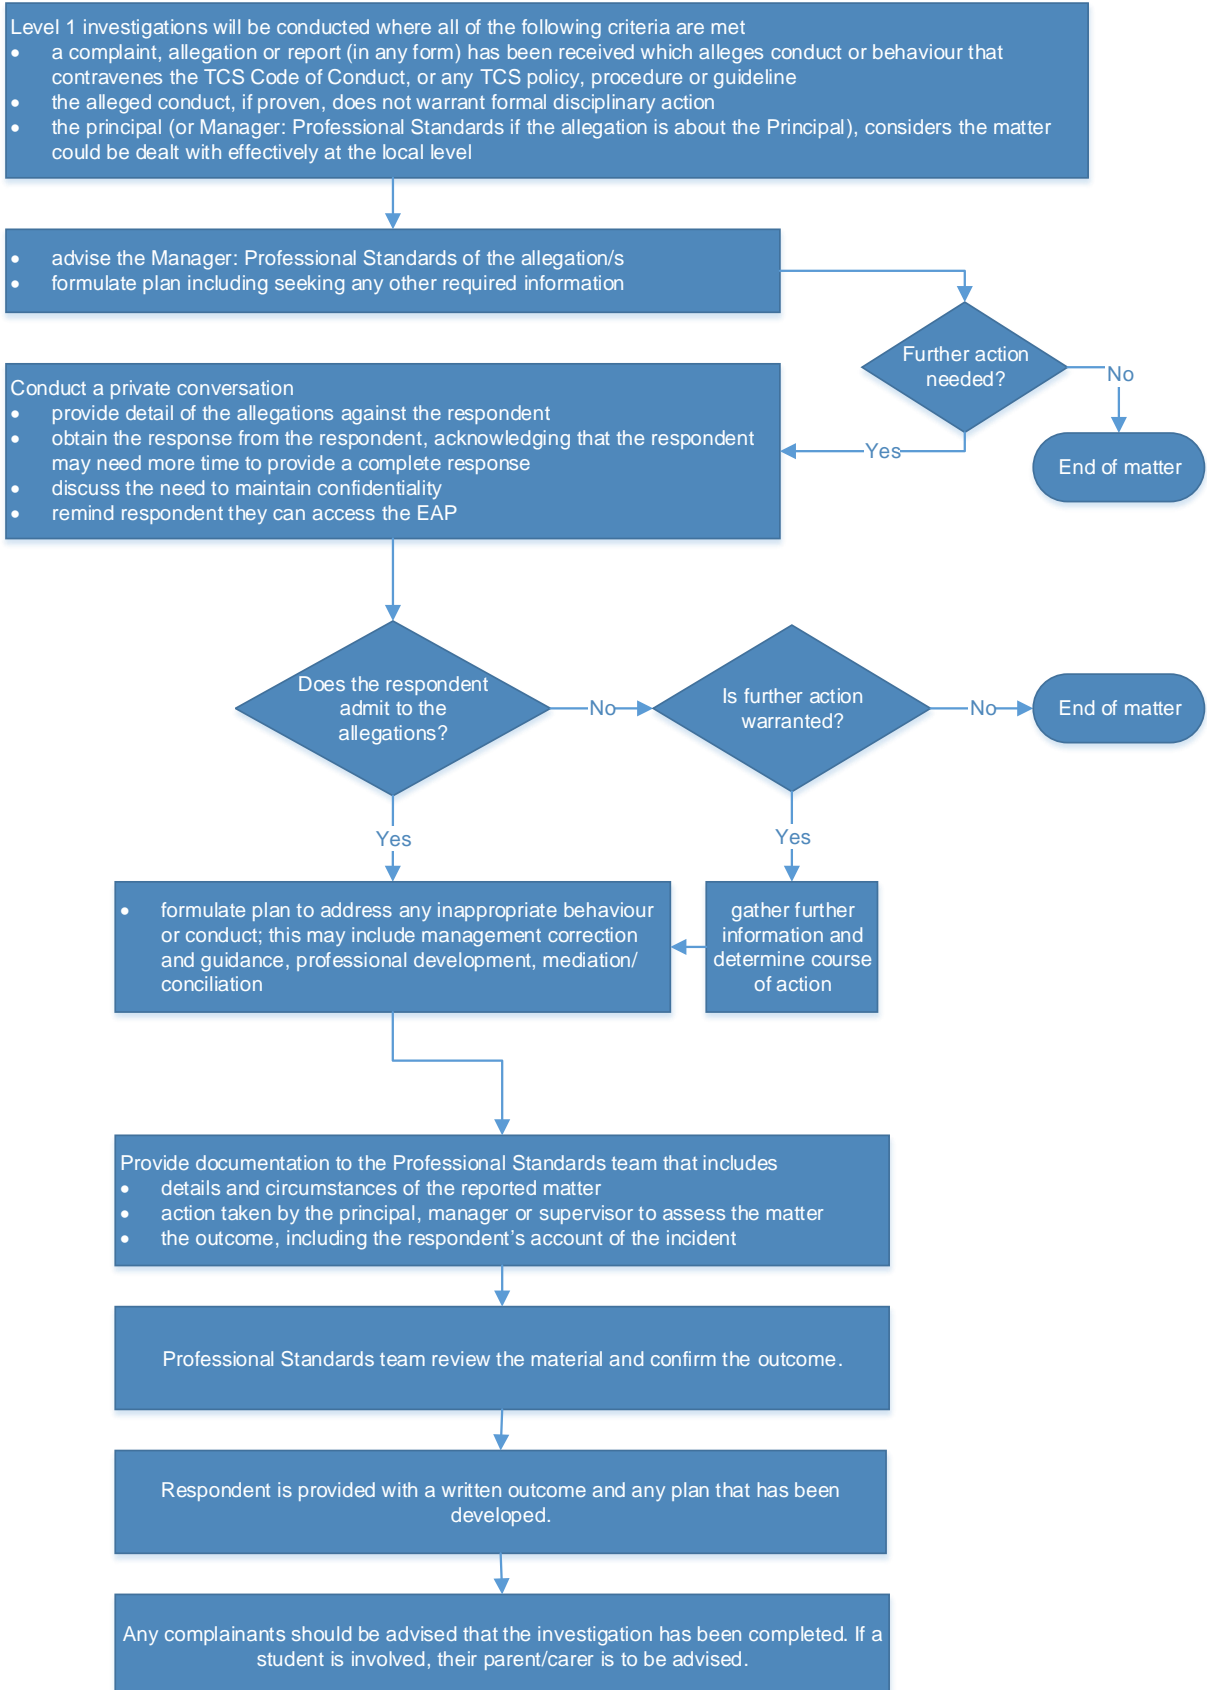 Level 1 investigations will be conducted where all of the following criteria are met
• a complaint, allegation or report (in any form) has been received which alleges conduct or behaviour that
contravenes the TCS Code of Conduct, or any TCS policy, procedure or guideline
• the alleged conduct, if proven, does not warrant formal disciplinary action
• the principal (or Manager: Professional Standards if the allegation is about the Principal), considers the matter
could be dealt with effectively at the local level
• advise the Manager: Professional Standards of the allegation/s
• formulate plan including seeking any other required information
Further action
needed?
No
End of matter
Yes
Conduct a private conversation
• provide detail of the allegations against the respondent
• obtain the response from the respondent, acknowledging that the respondent
may need more time to provide a complete response
• discuss the need to maintain confidentiality
• remind respondent they can access the EAP
Does the respondent
admit to the
allegations?
No
Is further action
warranted?
No
End of matter
Yes
Yes
• formulate plan to address any inappropriate behaviour
or conduct; this may include management correction
and guidance, professional development, mediation/
conciliation
gather further
information and
determine course
of action
Provide documentation to the Professional Standards team that includes
• details and circumstances of the reported matter
• action taken by the principal, manager or supervisor to assess the matter
• the outcome, including the respondent’s account of the incident
Professional Standards team review the material and confirm the outcome.
Respondent is provided with a written outcome and any plan that has been
developed.
Any complainants should be advised that the investigation has been completed. If a
student is involved, their parent/carer is to be advised.